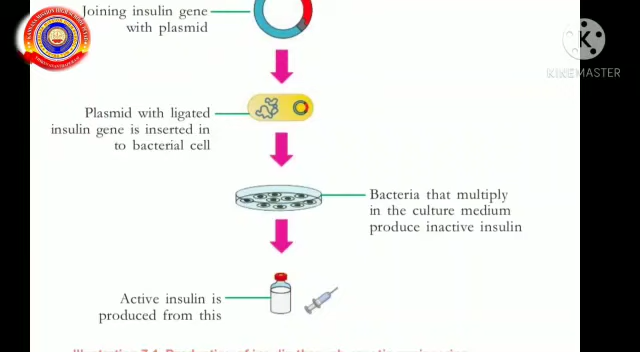 Joining insulin gene
with plasmid
KINEMASTER
Plasmid with ligated
insulin gene is inserted in
to bacterial cell
Bacteria that multiply
in the culture medium
produce inactive insulin
Active insulin is
produced from this